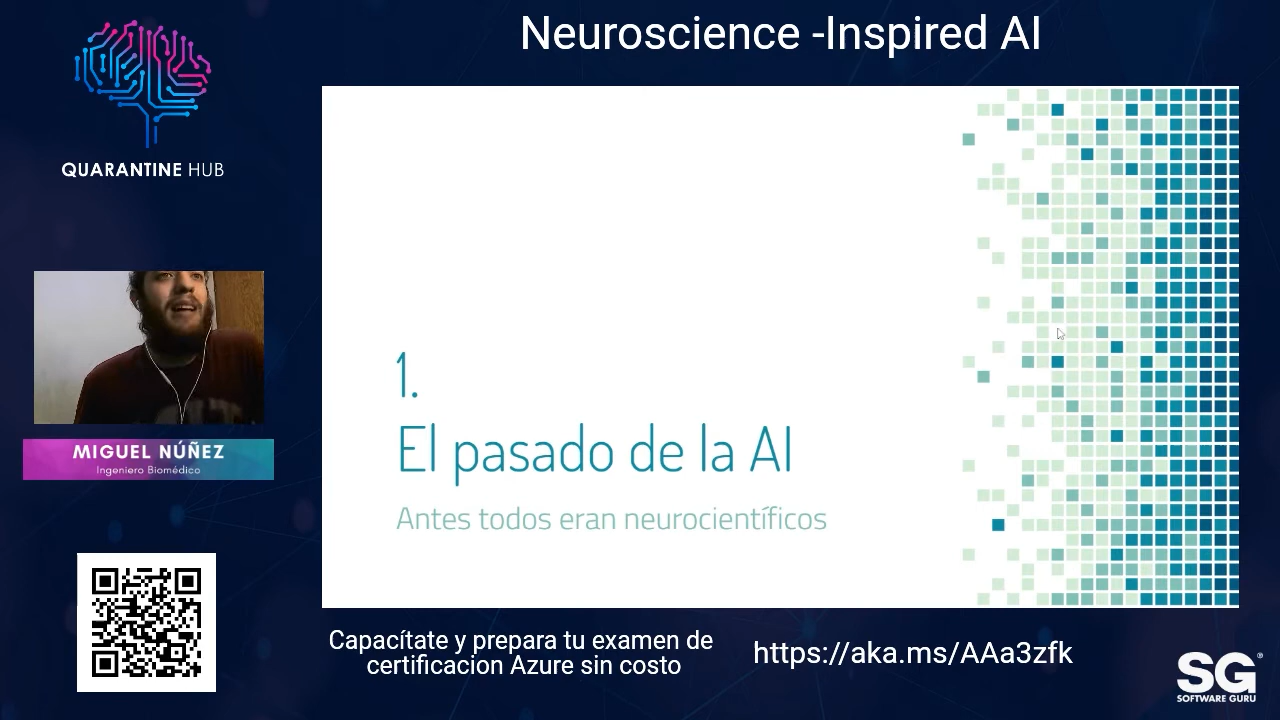 Neuroscience -Inspired AI
QUARANTINE HUB
1.
El pasado de la AI
Antes todos eran neurocientíficos
MIGUEL NÚÑEZ
Ingeniero Biomédico
Capacítate y prepara tu examen de
certificacion Azure sin costo
https://aka.ms/AAa3zfk
SG®
SOFTWARE GURU